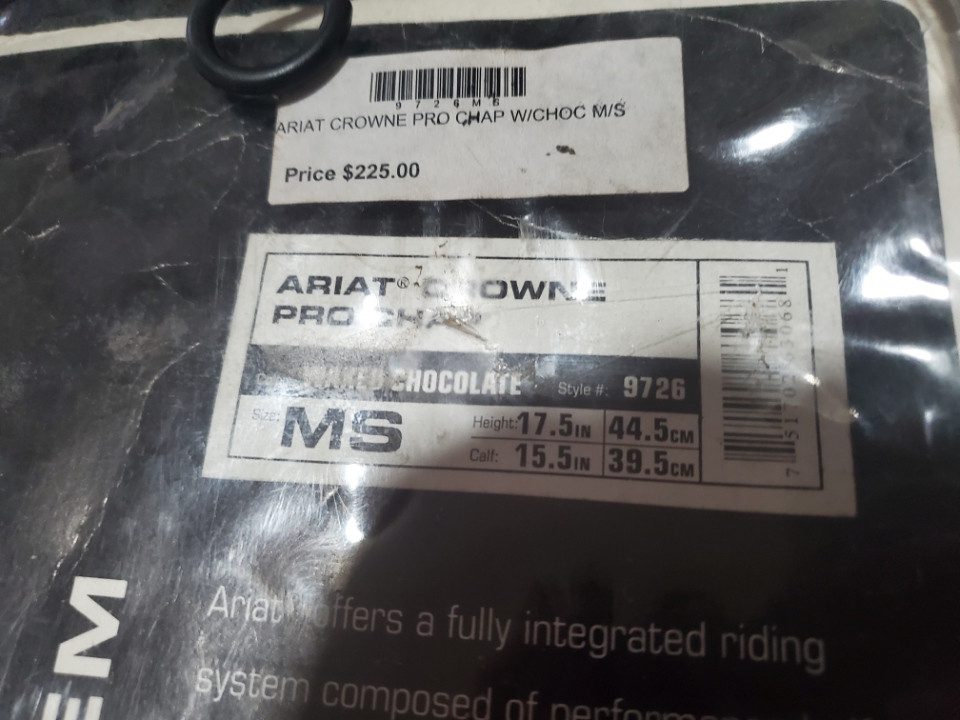 9726MS
ARIAT CROWNE PRO CHAP W/CHOC M/S
Price $225.00
ARIAT® CROWNE
PRO CHAP
CHOCOLATE Style #: 9726
Size: MS
Height: 17.5IN 44.5CM
Calf: 15.5IN 39.5CM
EM
Ariat offers a fully integrated riding
system composed of